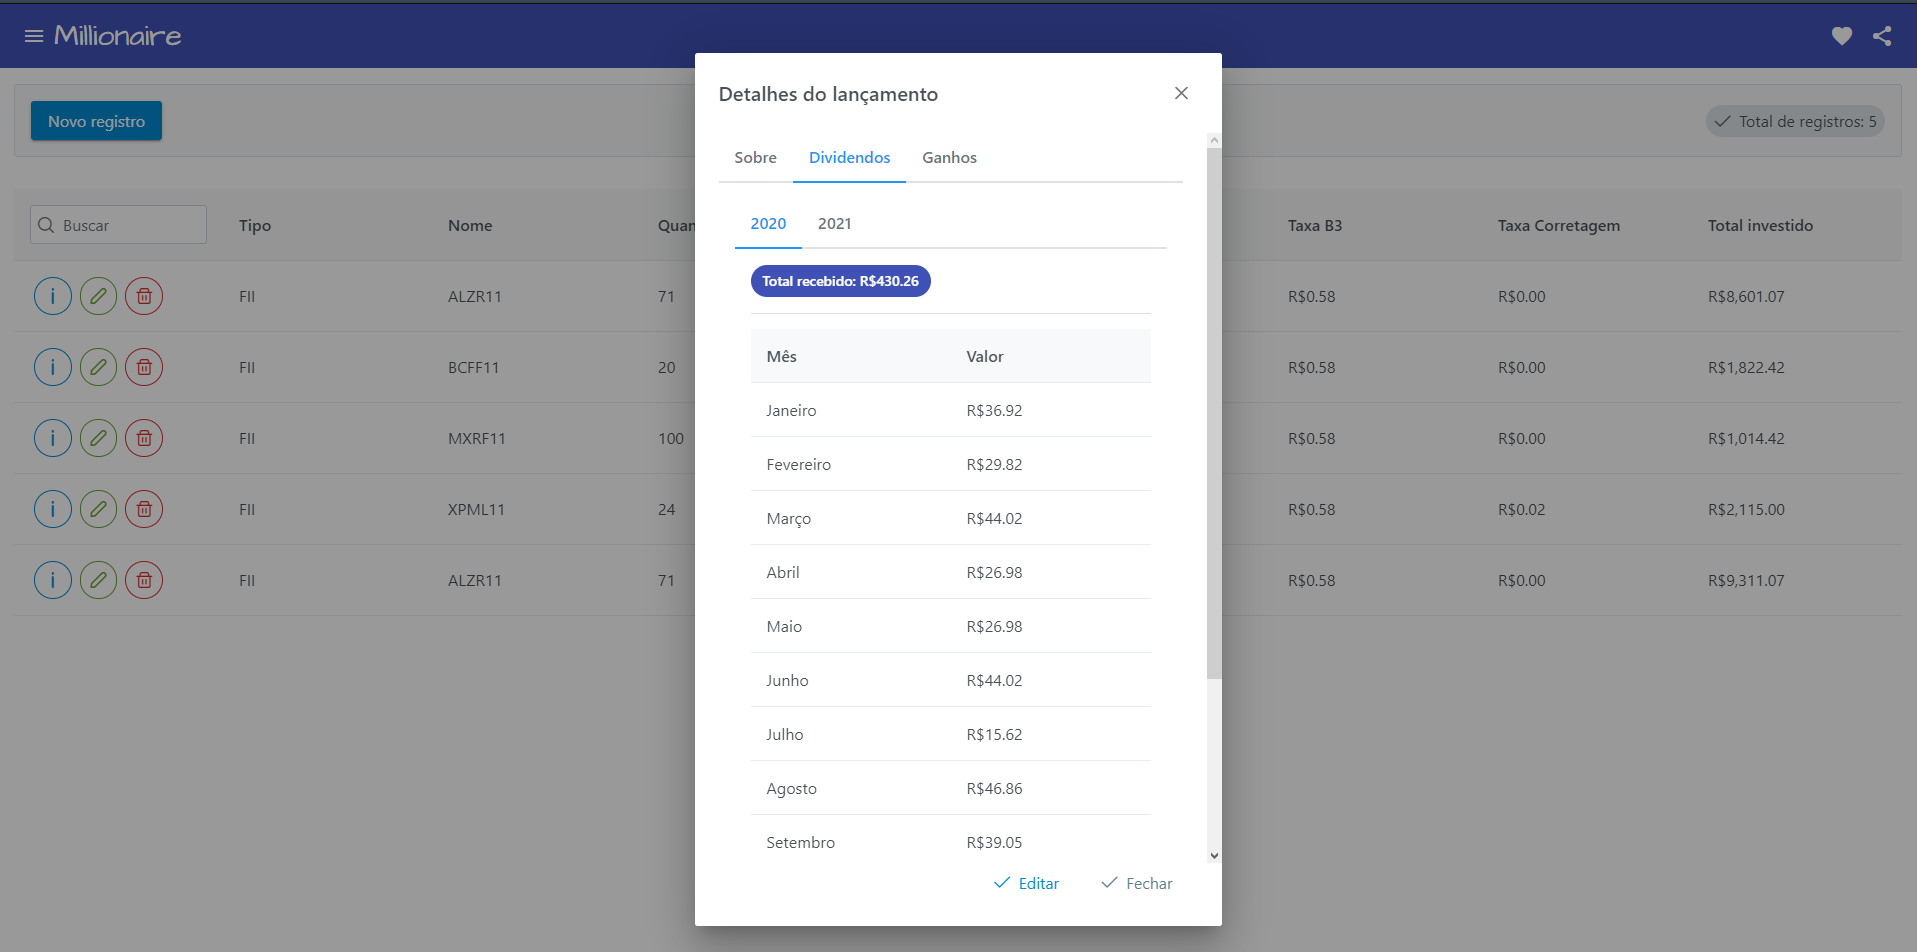 Millionaire
Novo registro
Total de registros: 5
Buscar Tipo Nome Quan Taxa B3 Taxa Corretagem Total investido
FII ALZR11 71 R$0.58 R$0.00 R$8,601.07
FII BCFF11 20 R$0.58 R$0.00 R$1,822.42
FII MXRF11 100 R$0.58 R$0.00 R$1,014.42
FII XPML11 24 R$0.58 R$0.02 R$2,115.00
FII ALZR11 71 R$0.58 R$0.00 R$9,311.07
Detalhes do lançamento
Sobre Dividendos Ganhos
2020 2021
Total recebido: R$430.26
Mês Valor
Janeiro R$36.92
Fevereiro R$29.82
Março R$44.02
Abril R$26.98
Maio R$26.98
Junho R$44.02
Julho R$15.62
Agosto R$46.86
Setembro R$39.05
Editar Fechar